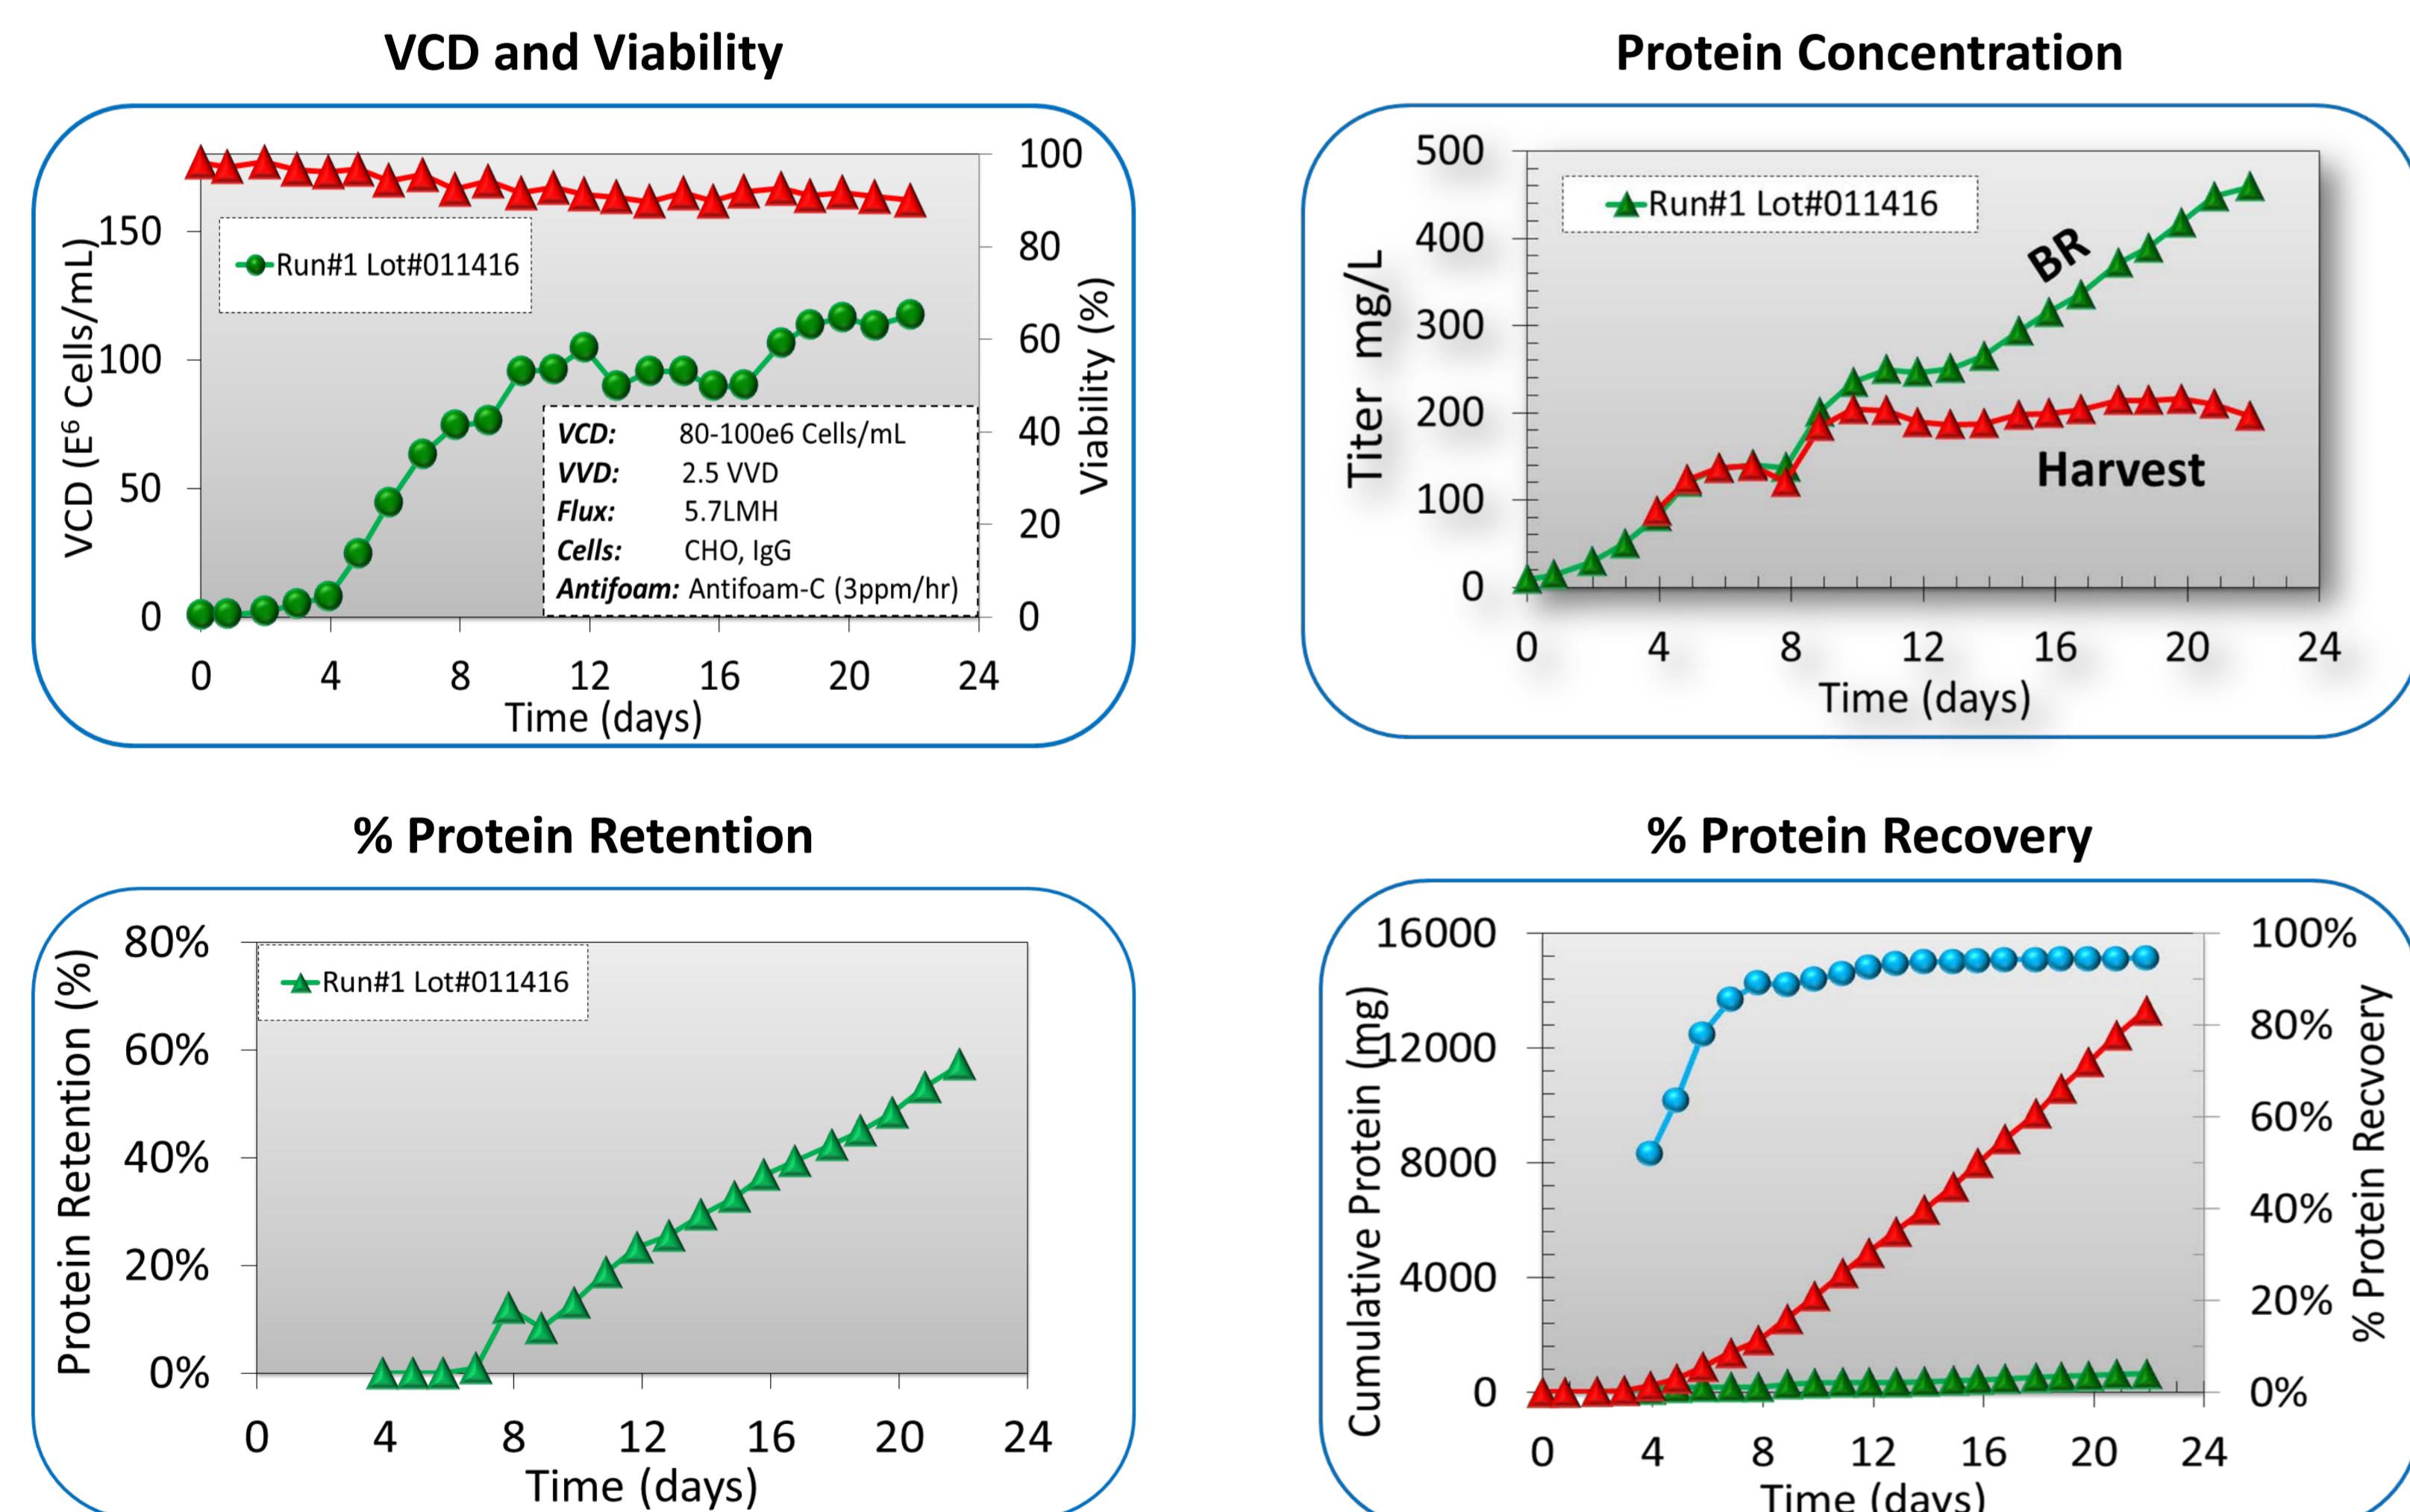 VCD and Viability
VCD (E6 Cells/mL)
150
100
50
0
Run#1 Lot#011416
VCD: 80-100e6 Cells/mL
VVD: 2.5 VVD
Flux: 5.7LMH
Cells: CHO, IgG
Antifoam: Antifoam-C (3ppm/hr)
100
80
60
40
20
0
Viability (%)
0 4 8 12 16 20 24
Time (days)
Protein Concentration
Titer mg/L
500
400
300
200
100
0
Run#1 Lot#011416
BR
Harvest
0 4 8 12 16 20 24
Time (days)
% Protein Retention
Protein Retention (%)
80%
60%
40%
20%
0%
Run#1 Lot#011416
0 4 8 12 16 20 24
Time (days)
% Protein Recovery
Cumulative Protein (mg)
16000
12000
8000
4000
0
100%
80%
60%
40%
20%
0%
% Protein Recvoery
0 4 8 12 16 20 24
Time (days)